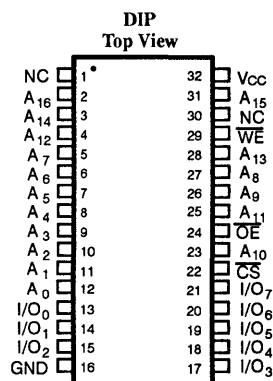 DIP
Top View
NC 1 32 VCC
A16 2 31 A15
A14 3 30 NC
A12 4 29 W̅E̅
A7 5 28 A13
A6 6 27 A8
A5 7 26 A9
A4 8 25 A11
A3 9 24 O̅E̅
A2 10 23 A10
A1 11 22 C̅S̅
A0 12 21 I/O7
I/O0 13 20 I/O6
I/O1 14 19 I/O5
I/O2 15 18 I/O4
GND 16 17 I/O3